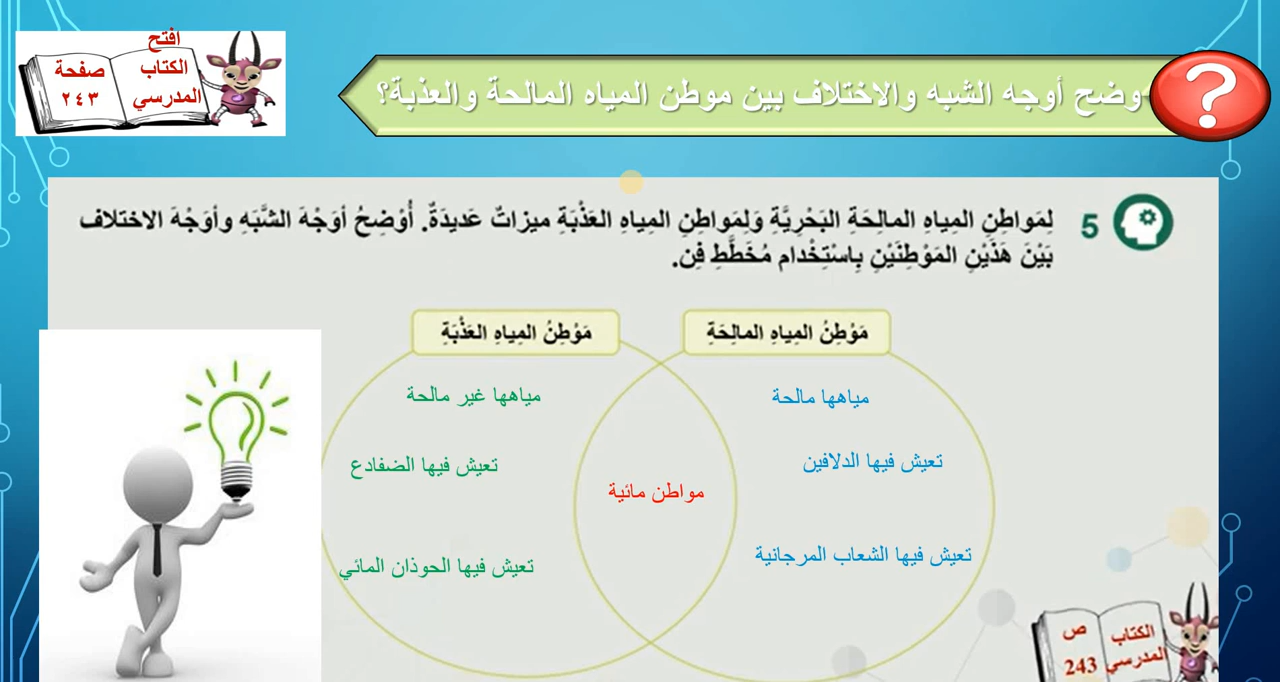 افتح
الكتاب
المدرسي
صفحة
٢٤٣
وضح أوجه الشبه والاختلاف بين موطن المياه المالحة والعذبة؟
?
5 لِمَواطِنِ المِياهِ المالِحَةِ البَحْرِيَّةِ وَلِمَواطِنِ المِياهِ العَذْبَةِ ميزاتٌ عَديدَةٌ. أُوْضِحُ أوَجْهَ الشَّبَهِ وأوَجْهَ الاختلاف
بَيْنَ هَذَيْنِ المَوْطِنَيْنِ بِاسْتِخْدام مُخَطَّطِ فِن.
مَوْطِنُ المِياهِ المالِحَةِ
مَوْطِنُ المِياهِ العَذْبَةِ
مياهها مالحة
تعيش فيها الدلافين
تعيش فيها الشعاب المرجانية
مواطن مائية
مياهها غير مالحة
تعيش فيها الضفادع
تعيش فيها الحوذان المائي
الكتاب
المدرسي
ص
243